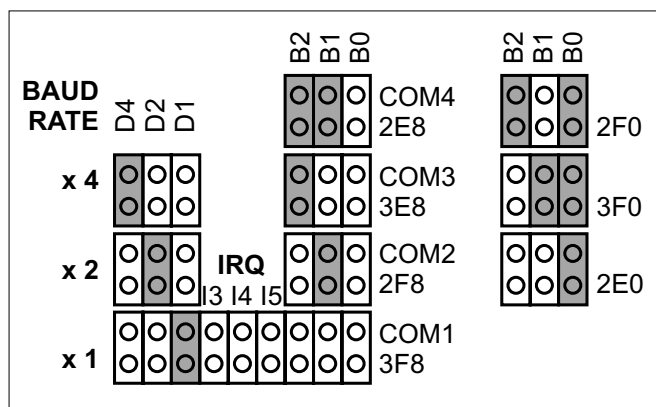 B2 B1 B0 B2 B1 B0
BAUD
RATE
D4 D2 D1
COM4
2E8
2F0
x 4
COM3
3E8
3F0
x 2
IRQ
I3 I4 I5
COM2
2F8
2E0
x 1
COM1
3F8